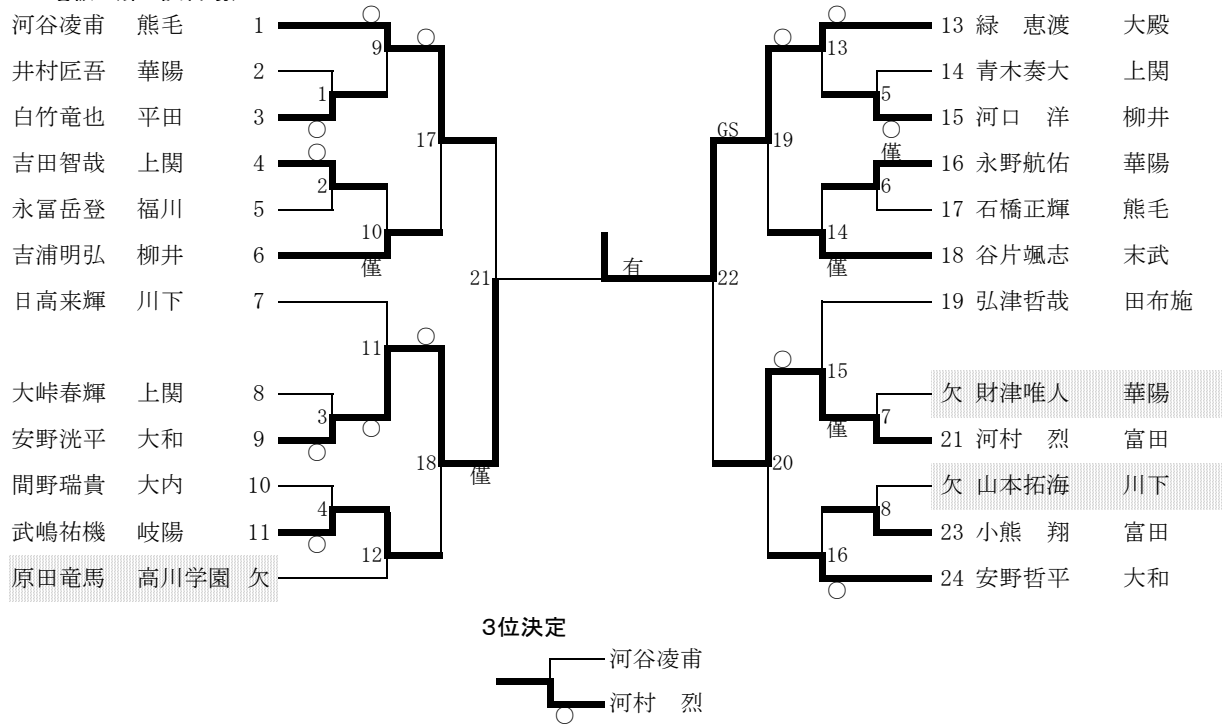 河谷凌甫 熊毛 1
井村匠吾 華陽 2
白竹竜也 平田 3
吉田智哉 上関 4
永冨岳登 福川 5
吉浦明弘 柳井 6
日高来輝 川下 7
大峠春輝 上関 8
安野洸平 大和 9
間野瑞貴 大内 10
武嶋祐機 岐陽 11
原田竜馬 高川学園 欠
○
9
○
1
○
○
2
17
10
僅
21
○
11
3
○
○
18
僅
4
○
12
有
○
○
13
5
○
GS
19
僅
6
14
僅
22
○
15
7
僅
20
8
16
○
13 緑 恵渡 大殿
14 青木奏大 上関
15 河口 洋 柳井
16 永野航佑 華陽
17 石橋正輝 熊毛
18 谷片颯志 末武
19 弘津哲哉 田布施
欠 財津唯人 華陽
21 河村 烈 富田
欠 山本拓海 川下
23 小熊 翔 富田
24 安野哲平 大和
3位決定
河谷凌甫
河村 烈
○